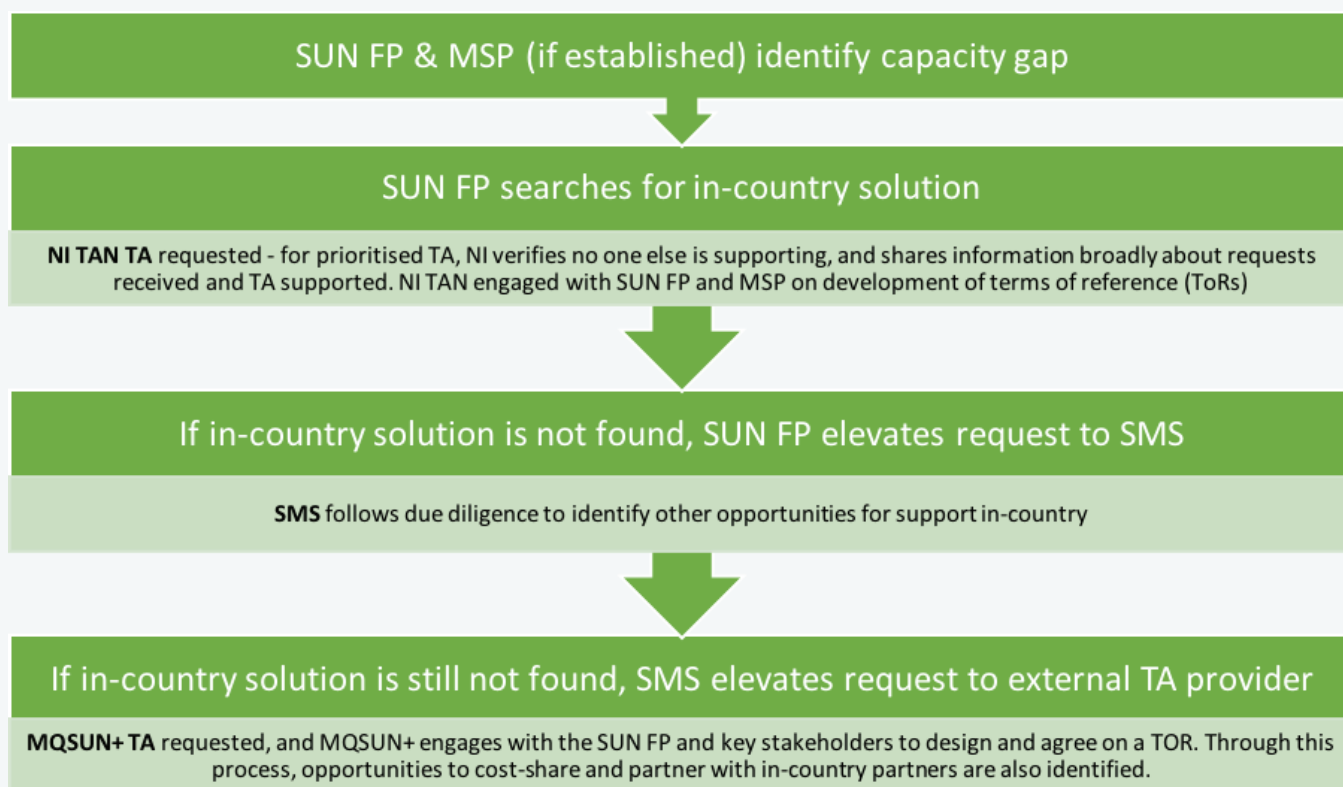 SUN FP & MSP (if established) identify capacity gap
SUN FP searches for in-country solution
NI TAN TA requested - for prioritised TA, NI verifies no one else is supporting, and shares information broadly about requests
received and TA supported. NI TAN engaged with SUN FP and MSP on development of terms of reference (ToRs)
If in-country solution is not found, SUN FP elevates request to SMS
SMS follows due diligence to identify other opportunities for support in-country
If in-country solution is still not found, SMS elevates request to external TA provider
MQSUN+ TA requested, and MQSUN+ engages with the SUN FP and key stakeholders to design and agree on a TOR. Through this
process, opportunities to cost-share and partner with in-country partners are also identified.